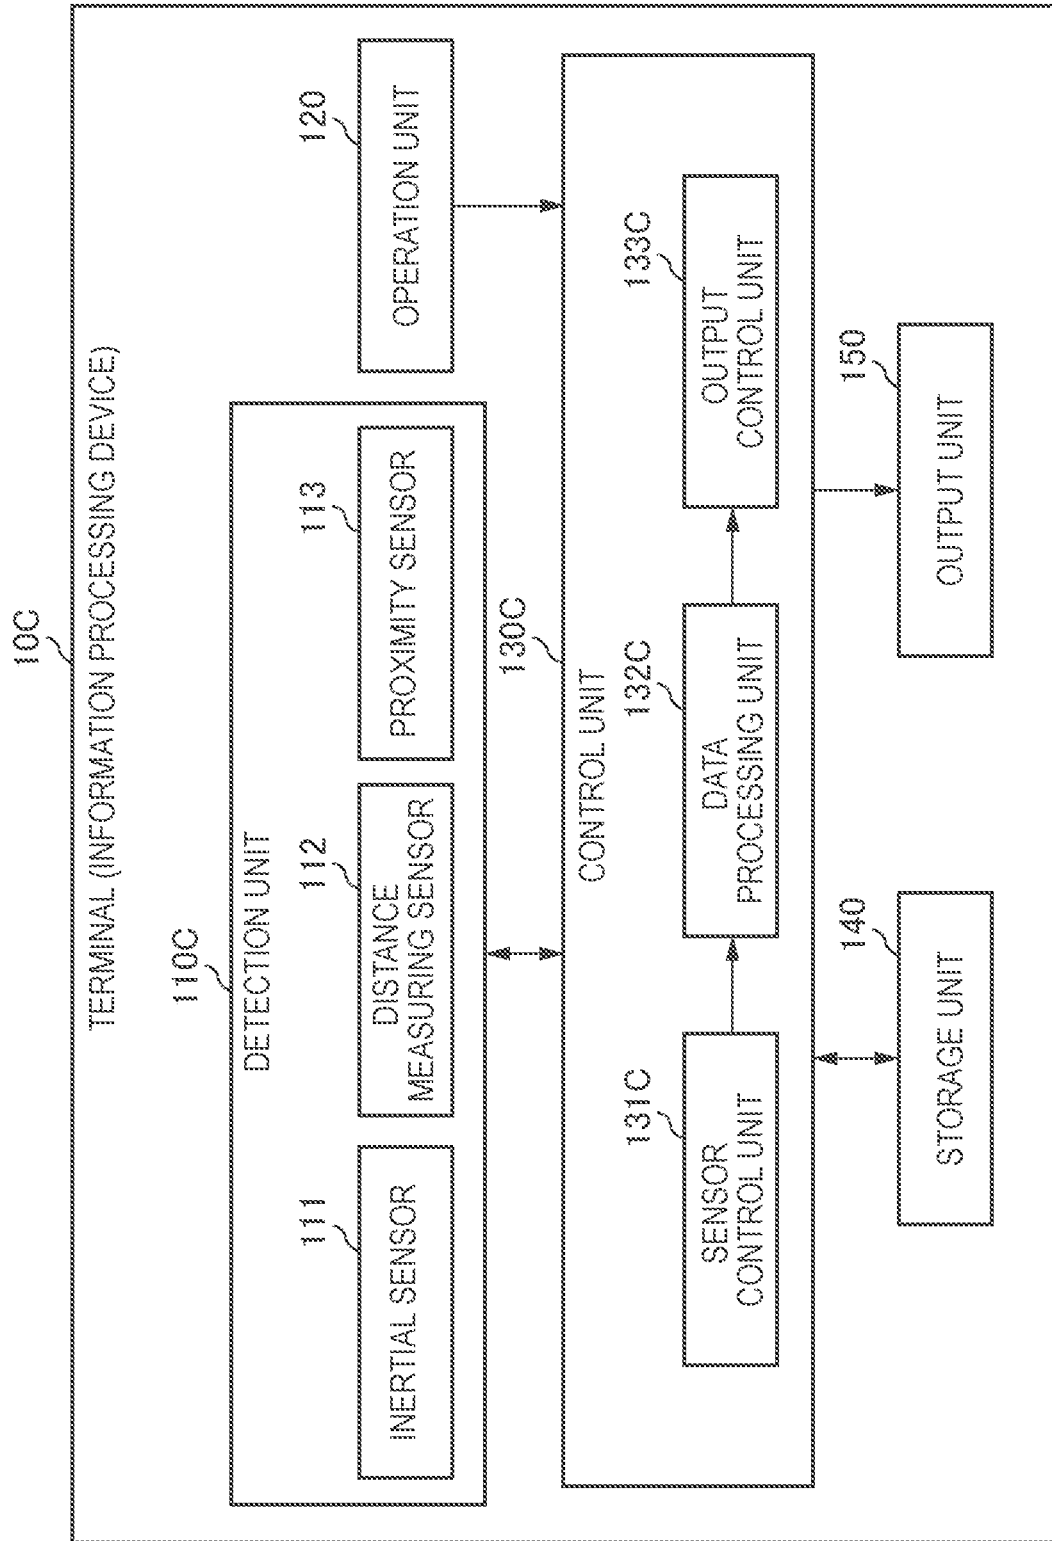 10C
TERMINAL (INFORMATION PROCESSING DEVICE)
110C
DETECTION UNIT
111
INERTIAL SENSOR
112
DISTANCE
MEASURING SENSOR
113
PROXIMITY SENSOR
120
OPERATION UNIT
130C
CONTROL UNIT
131C
SENSOR
CONTROL UNIT
132C
DATA
PROCESSING UNIT
133C
OUTPUT
CONTROL UNIT
140
STORAGE UNIT
150
OUTPUT UNIT